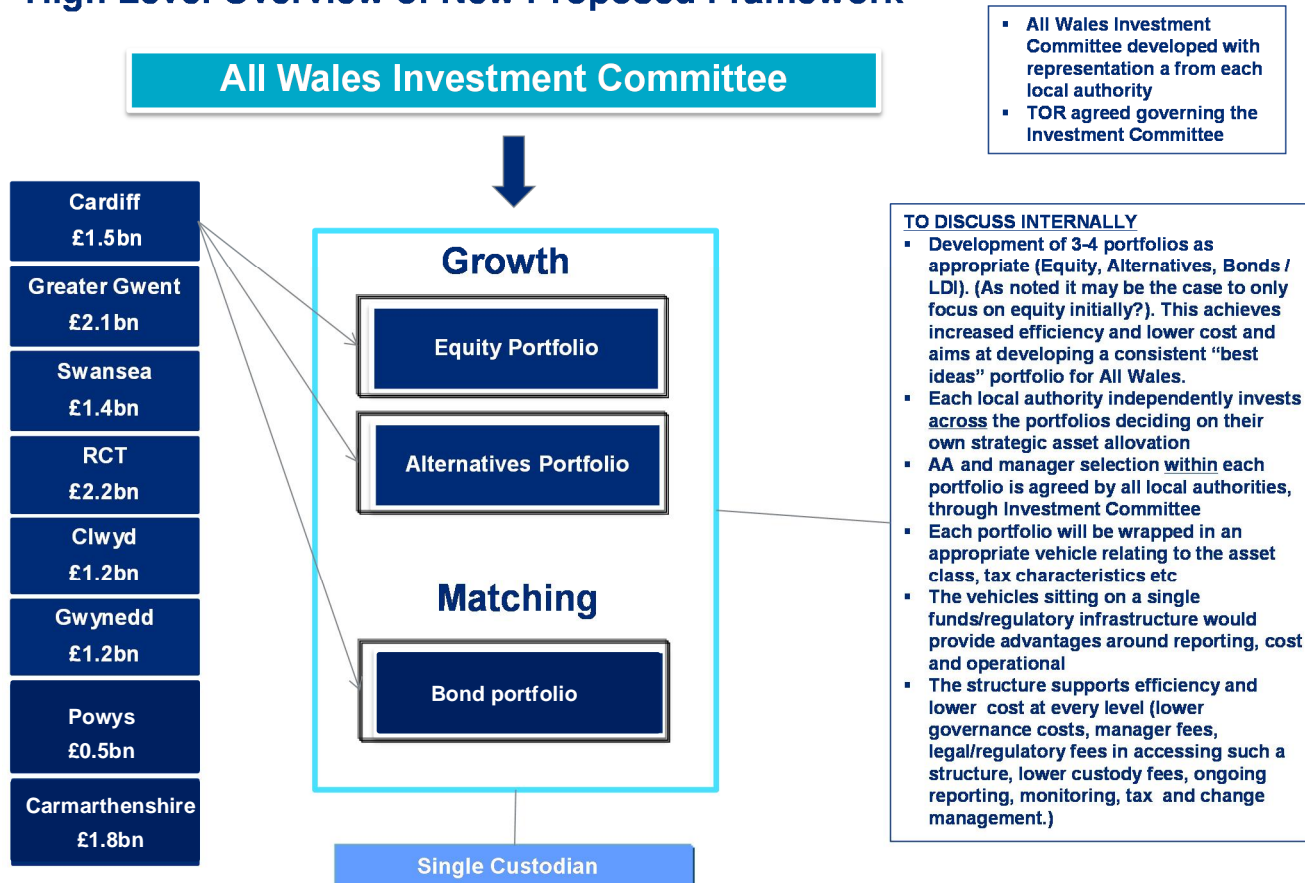 High Level Overview of New Proposed Framework
All Wales Investment Committee
▪ All Wales Investment
Committee developed with
representation a from each
local authority
▪ TOR agreed governing the
Investment Committee
Cardiff
£1.5bn
Greater Gwent
£2.1bn
Swansea
£1.4bn
RCT
£2.2bn
Clwyd
£1.2bn
Gwynedd
£1.2bn
Powys
£0.5bn
Carmarthenshire
£1.8bn
Growth
Equity Portfolio
Alternatives Portfolio
Matching
Bond portfolio
Single Custodian
TO DISCUSS INTERNALLY
▪ Development of 3-4 portfolios as
appropriate (Equity, Alternatives, Bonds /
LDI). (As noted it may be the case to only
focus on equity initially?). This achieves
increased efficiency and lower cost and
aims at developing a consistent “best
ideas” portfolio for All Wales.
▪ Each local authority independently invests
across the portfolios deciding on their
own strategic asset allovation
▪ AA and manager selection within each
portfolio is agreed by all local authorities,
through Investment Committee
▪ Each portfolio will be wrapped in an
appropriate vehicle relating to the asset
class, tax characteristics etc
▪ The vehicles sitting on a single
funds/regulatory infrastructure would
provide advantages around reporting, cost
and operational
▪ The structure supports efficiency and
lower cost at every level (lower
governance costs, manager fees,
legal/regulatory fees in accessing such a
structure, lower custody fees, ongoing
reporting, monitoring, tax and change
management.)